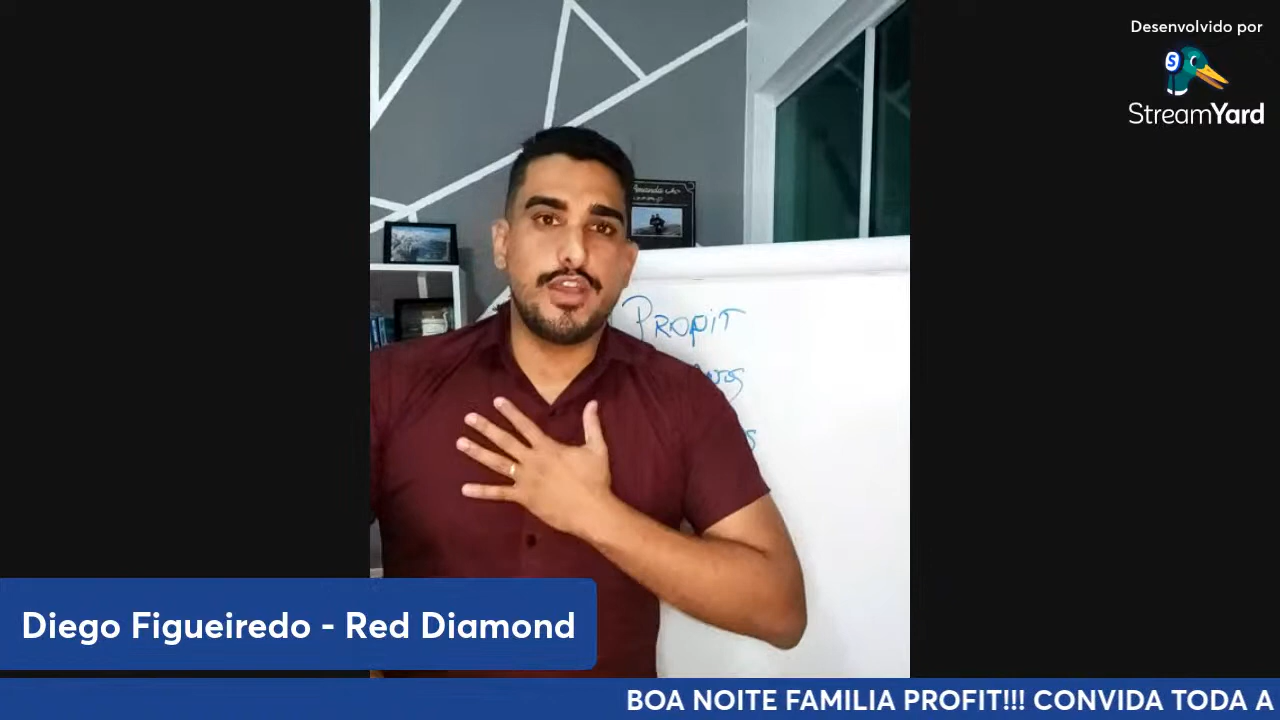 Desenvolvido por
StreamYard
PROFIT
Diego Figueiredo - Red Diamond
BOA NOITE FAMILIA PROFIT!!! CONVIDA TODA A